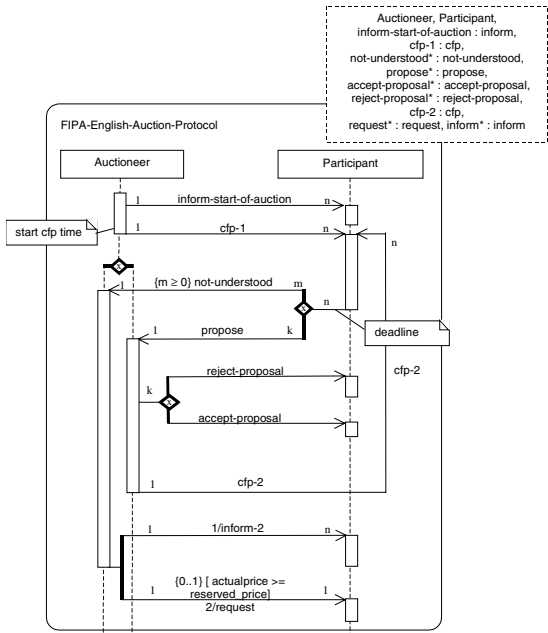 Auctioneer, Participant,
inform-start-of-auction : inform,
cfp-1 : cfp,
not-understood* : not-understood,
propose* : propose,
accept-proposal* : accept-proposal,
reject-proposal* : reject-proposal,
cfp-2 : cfp,
request* : request, inform* : inform
FIPA-English-Auction-Protocol
Auctioneer
Participant
1 inform-start-of-auction n
start cfp time
1 cfp-1 n
n
x
1 {m ≥ 0} not-understood m
x n
deadline
1 propose k
cfp-2
reject-proposal
k x
accept-proposal
1 cfp-2
1 1/inform-2 n
{0..1} [ actualprice >=
1 reserved_price] 1
2/request